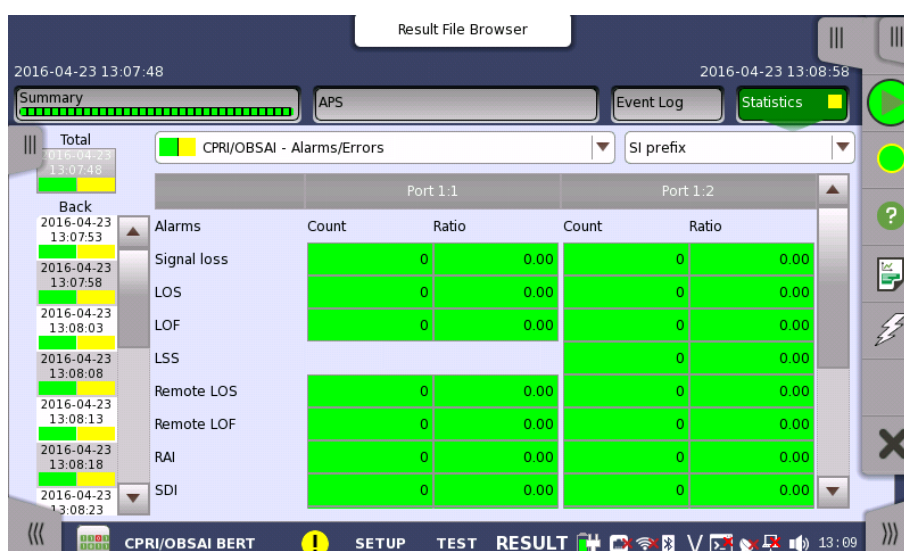 Result File Browser
2016-04-23 13:07:48
2016-04-23 13:08:58
Summary
APS
Event Log
Statistics
Total
2016-04-23
13:07:48
Back
2016-04-23
13:07:53
2016-04-23
13:07:58
2016-04-23
13:08:03
2016-04-23
13:08:08
2016-04-23
13:08:13
2016-04-23
13:08:18
2016-04-23
13:08:23
CPRI/OBSAI - Alarms/Errors
SI prefix
Port 1:1 Port 1:2
Alarms Count Ratio Count Ratio
Signal loss 0 0.00 0 0.00
LOS 0 0.00 0 0.00
LOF 0 0.00 0 0.00
LSS 0 0.00
Remote LOS 0 0.00 0 0.00
Remote LOF 0 0.00 0 0.00
RAI 0 0.00 0 0.00
SDI 0 0.00 0 0.00
CPRI/OBSAI BERT
SETUP
TEST
RESULT
13:09